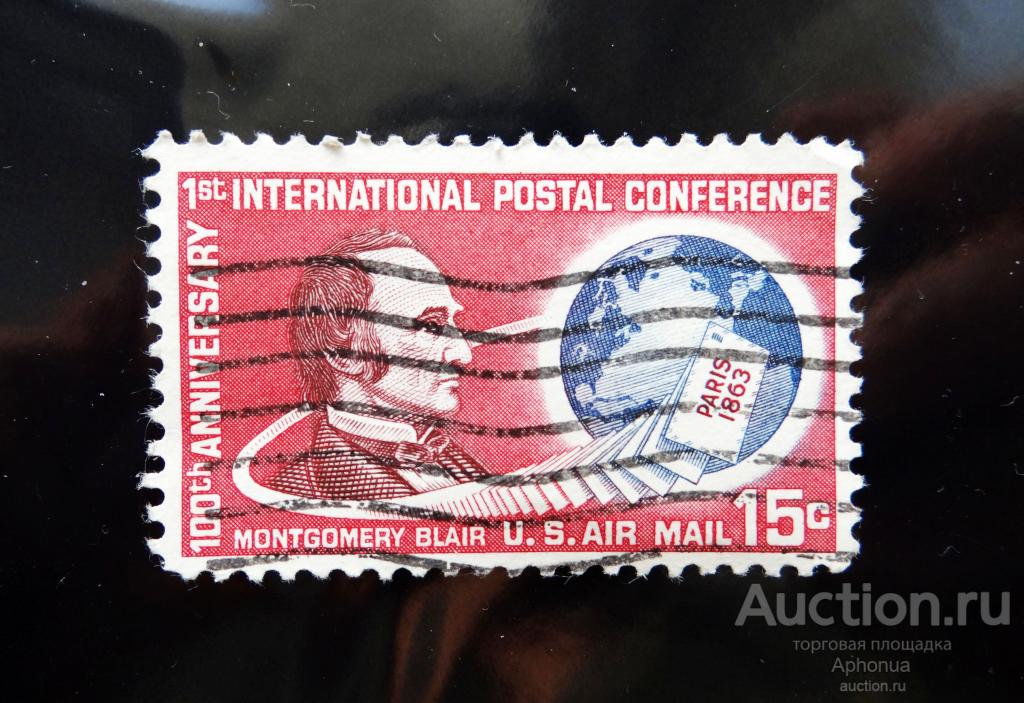 1st INTERNATIONAL POSTAL CONFERENCE
100th ANNIVERSARY
PARIS
1863
MONTGOMERY BLAIR U.S. AIR MAIL 15c
Auction.ru
торговая площадка
Aphonua
auction.ru